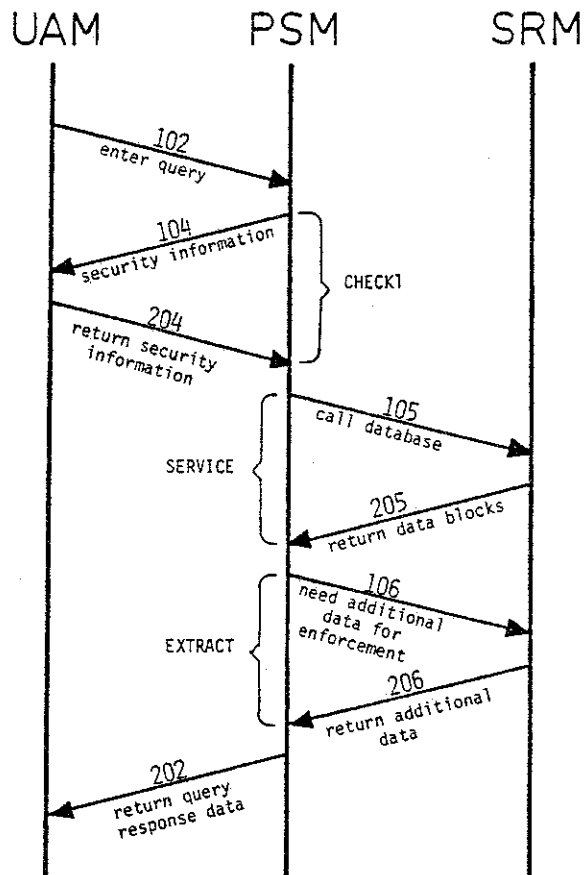 UAM PSM SRM
102
enter query
104
security information
CHECK1
204
return security
information
105
call database
SERVICE
205
return data blocks
106
need additional
data for
enforcement
EXTRACT
206
return additional
data
202
return query
response data